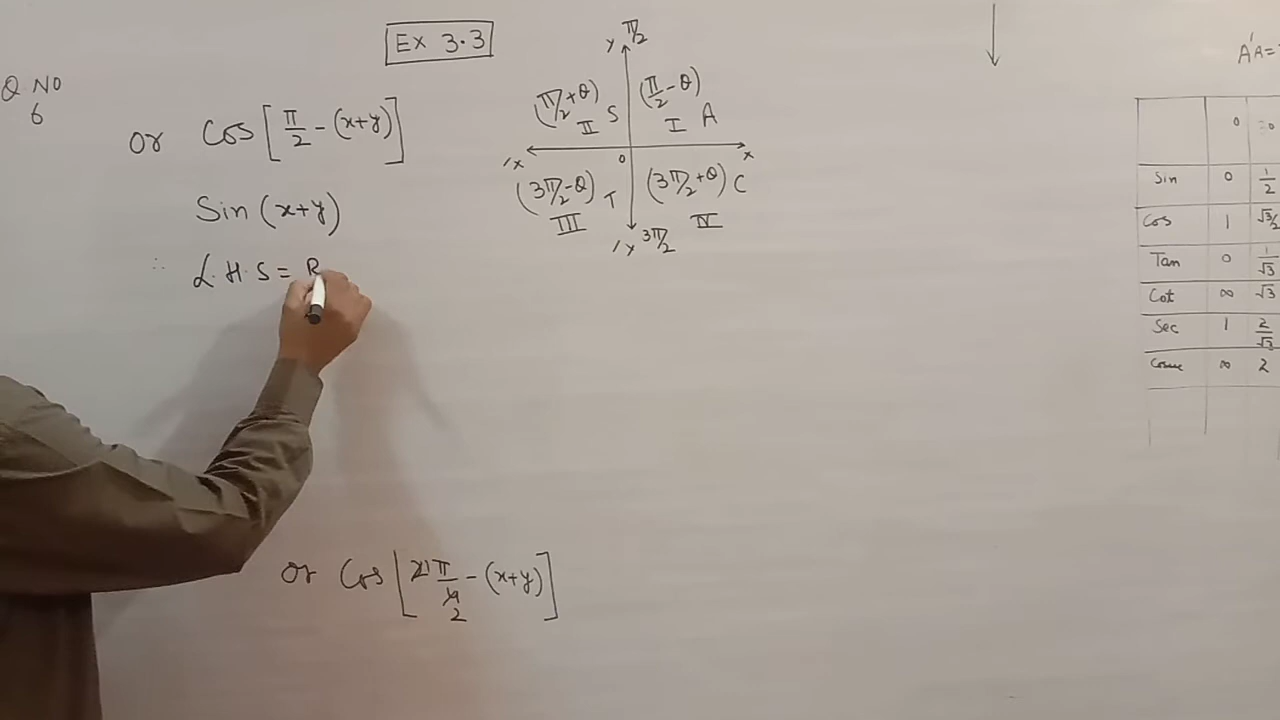 Ex 3.3
Q NO
6
or Cos[π/2 - (x+y)]
Sin (x+y)
∴ L.H.S = R
or Cos[2π/4 2 - (x+y)]
y π/2
(π/2+θ) S II
(π/2-θ) I A
'x 0 x
(3π/2-θ) T III
(3π/2+θ) C IV
'y 3π/2
A'A=
0
Sin 0 1/2
Cos 1 √3/2
Tan 0 1/√3
Cot ∞ √3
Sec 1 2/√3
Cosec ∞ 2